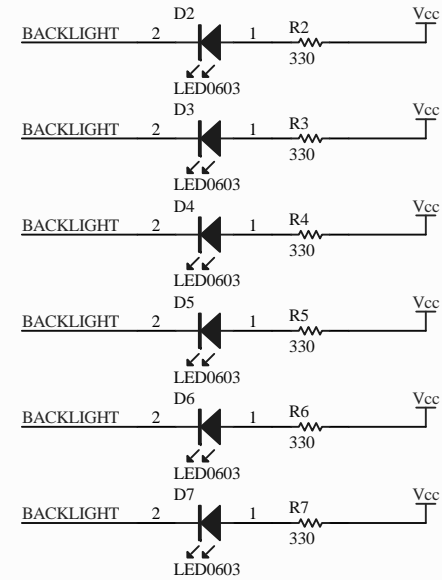 D2 Vcc
BACKLIGHT 2 1 R2
330
LED0603
D3 Vcc
BACKLIGHT 2 1 R3
330
LED0603
D4 Vcc
BACKLIGHT 2 1 R4
330
LED0603
D5 Vcc
BACKLIGHT 2 1 R5
330
LED0603
D6 Vcc
BACKLIGHT 2 1 R6
330
LED0603
D7 Vcc
BACKLIGHT 2 1 R7
330
LED0603